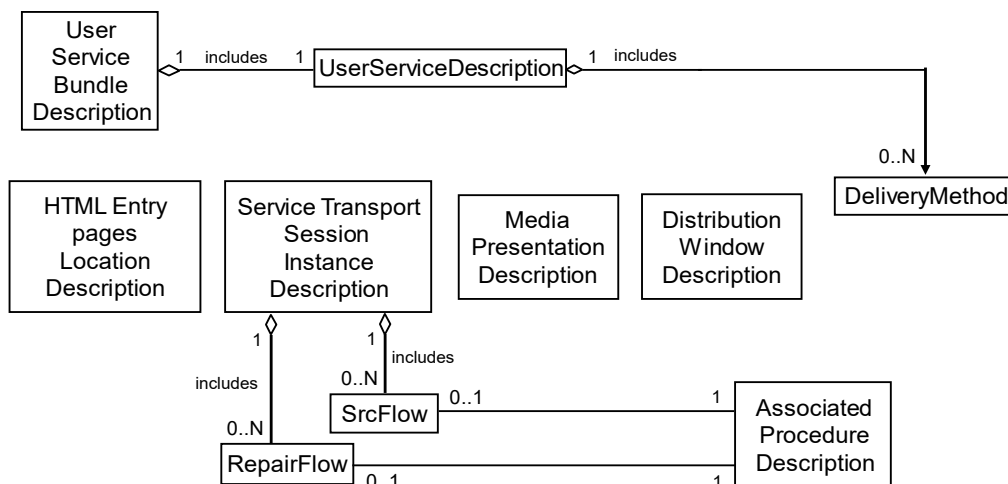 User
Service
Bundle
Description
1 includes 1
UserServiceDescription
1 includes
0..N
DeliveryMethod
HTML Entry
pages
Location
Description
Service Transport
Session
Instance
Description
Media
Presentation
Description
Distribution
Window
Description
1
1
includes
includes
0..N
0..N
SrcFlow
0..1
1
Associated
Procedure
Description
RepairFlow
0..1
1